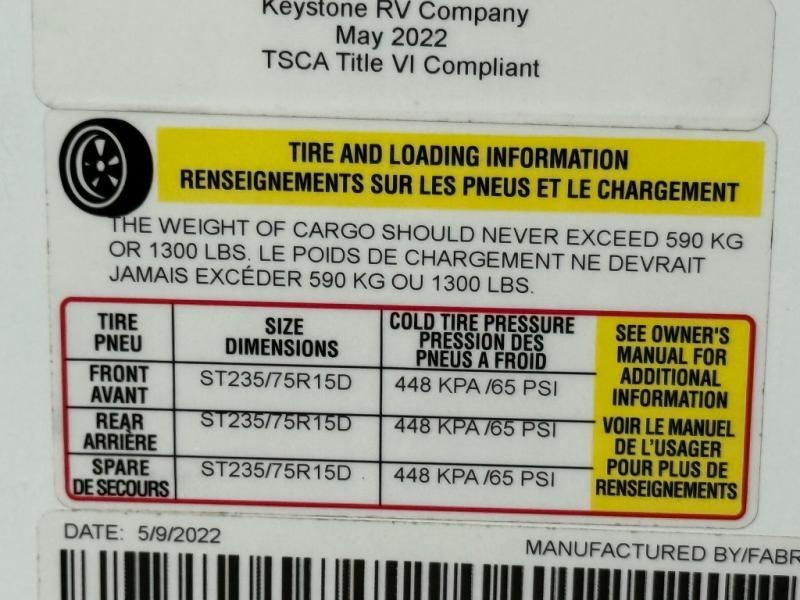 Keystone RV Company
May 2022
TSCA Title VI Compliant
TIRE AND LOADING INFORMATION
RENSEIGNEMENTS SUR LES PNEUS ET LE CHARGEMENT
THE WEIGHT OF CARGO SHOULD NEVER EXCEED 590 KG
OR 1300 LBS. LE POIDS DE CHARGEMENT NE DEVRAIT
JAMAIS EXCÉDER 590 KG OU 1300 LBS.
TIRE
PNEU
SIZE
DIMENSIONS
COLD TIRE PRESSURE
PRESSION DES
PNEUS A FROID
FRONT
AVANT
ST235/75R15D
448 KPA /65 PSI
REAR
ARRIÈRE
ST235/75R15D
448 KPA /65 PSI
SPARE
DE SECOURS
ST235/75R15D
448 KPA /65 PSI
SEE OWNER'S
MANUAL FOR
ADDITIONAL
INFORMATION
VOIR LE MANUEL
DE L'USAGER
POUR PLUS DE
RENSEIGNEMENTS
DATE: 5/9/2022
MANUFACTURED BY/FABR